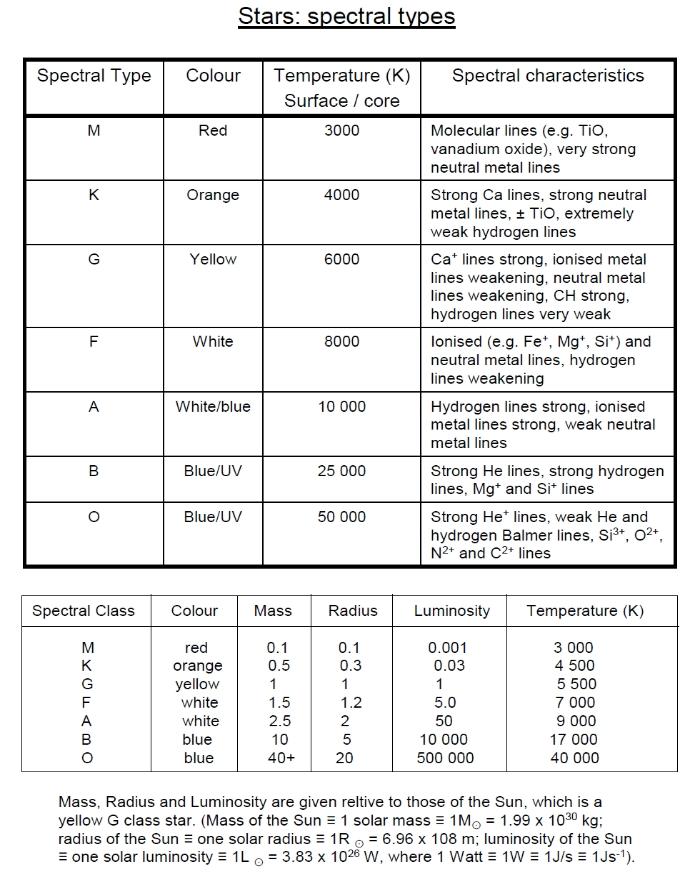 Stars: spectral types
Spectral Type Colour Temperature (K) Spectral characteristics
Surface / core
M Red 3000 Molecular lines (e.g. TiO,
vanadium oxide), very strong
neutral metal lines
K Orange 4000 Strong Ca lines, strong neutral
metal lines, ± TiO, extremely
weak hydrogen lines
G Yellow 6000 Ca⁺ lines strong, ionised metal
lines weakening, neutral metal
lines weakening, CH strong,
hydrogen lines very weak
F White 8000 Ionised (e.g. Fe⁺, Mg⁺, Si⁺) and
neutral metal lines, hydrogen
lines weakening
A White/blue 10 000 Hydrogen lines strong, ionised
metal lines strong, weak neutral
metal lines
B Blue/UV 25 000 Strong He lines, strong hydrogen
lines, Mg⁺ and Si⁺ lines
O Blue/UV 50 000 Strong He⁺ lines, weak He and
hydrogen Balmer lines, Si³⁺, O²⁺,
N²⁺ and C²⁺ lines
Spectral Class Colour Mass Radius Luminosity Temperature (K)
M red 0.1 0.1 0.001 3 000
K orange 0.5 0.3 0.03 4 500
G yellow 1 1 1 5 500
F white 1.5 1.2 5.0 7 000
A white 2.5 2 50 9 000
B blue 10 5 10 000 17 000
O blue 40+ 20 500 000 40 000
Mass, Radius and Luminosity are given reltive to those of the Sun, which is a
yellow G class star. (Mass of the Sun ≡ 1 solar mass ≡ 1M☉ = 1.99 x 10³⁰ kg;
radius of the Sun ≡ one solar radius ≡ 1R ☉ = 6.96 x 108 m; luminosity of the Sun
≡ one solar luminosity ≡ 1L ☉ = 3.83 x 10²⁶ W, where 1 Watt ≡ 1W ≡ 1J/s ≡ 1Js⁻¹).